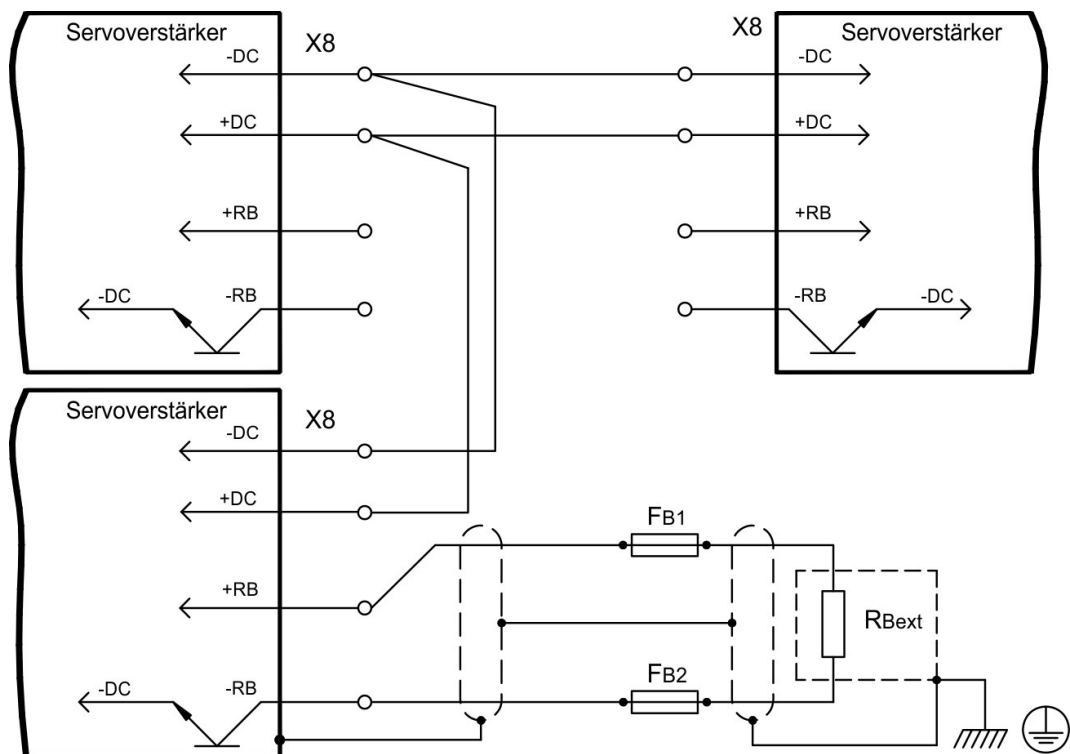 Servoverstärker
X8
-DC
+DC
+RB
-DC
-RB
X8
Servoverstärker
-DC
+DC
+RB
-RB
-DC
Servoverstärker
X8
-DC
+DC
+RB
-DC
-RB
FB1
FB2
RBext